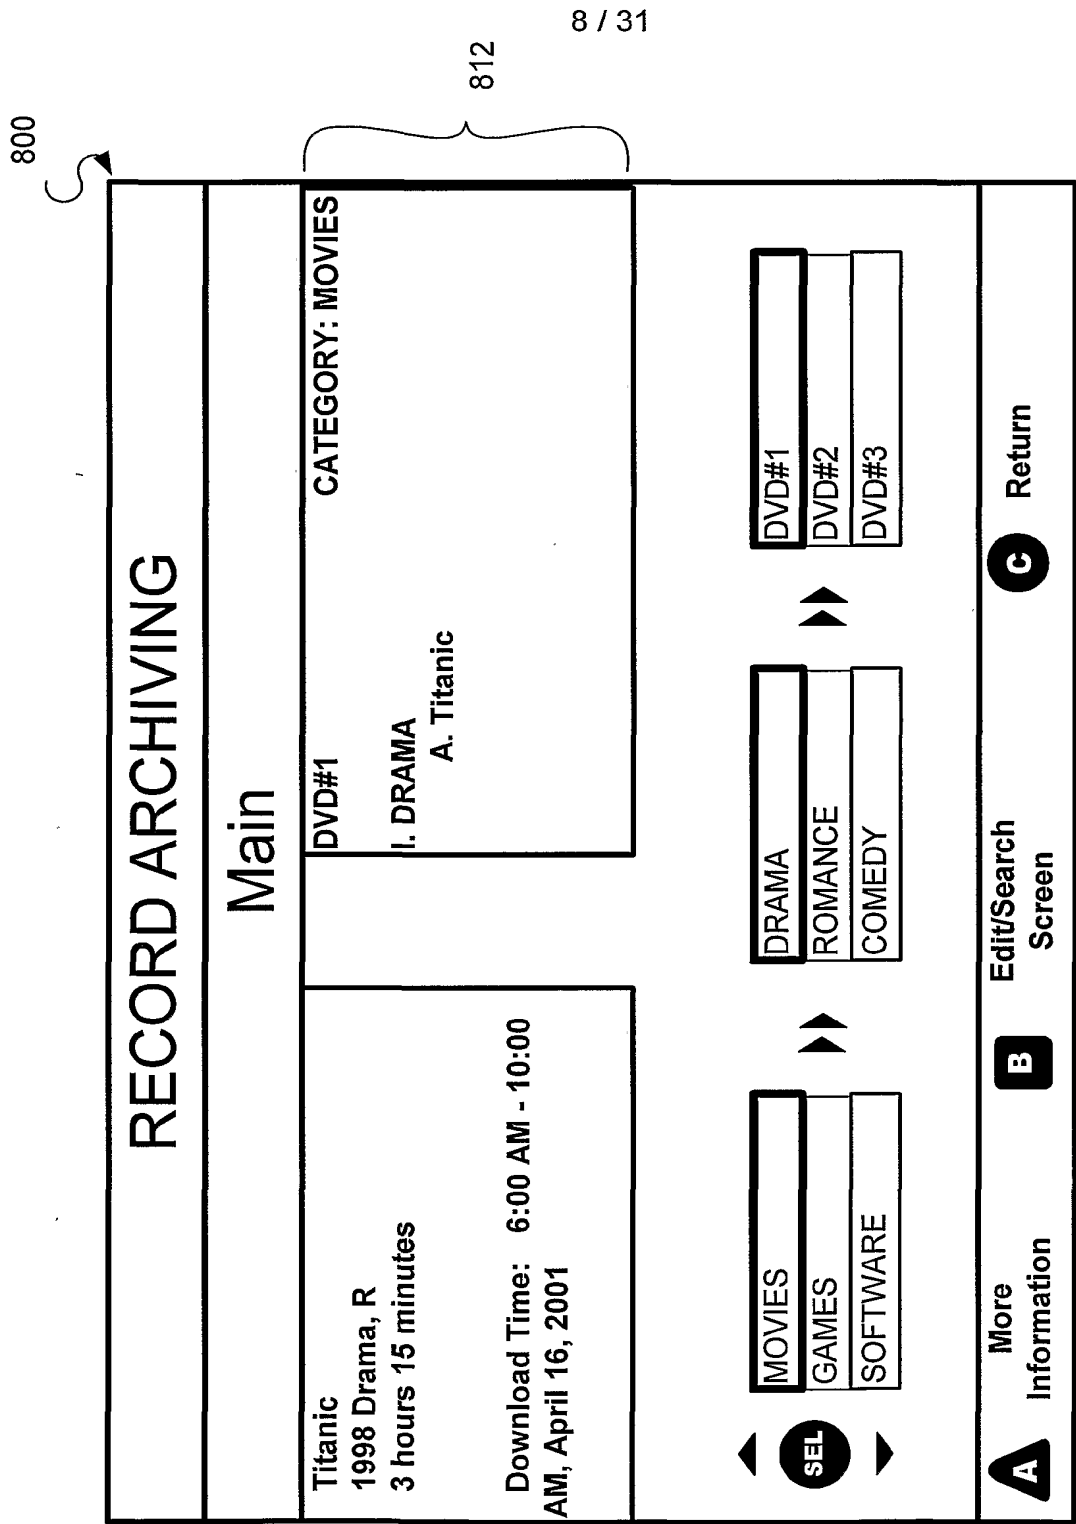 8 / 31
800
812
RECORD ARCHIVING
Main
Titanic
1998 Drama, R
3 hours 15 minutes
Download Time: 6:00 AM - 10:00
AM, April 16, 2001
DVD#1
CATEGORY: MOVIES
I. DRAMA
A. Titanic
SEL
MOVIES
GAMES
SOFTWARE
DRAMA
ROMANCE
COMEDY
DVD#1
DVD#2
DVD#3
A
More
Information
B
Edit/Search
Screen
C
Return